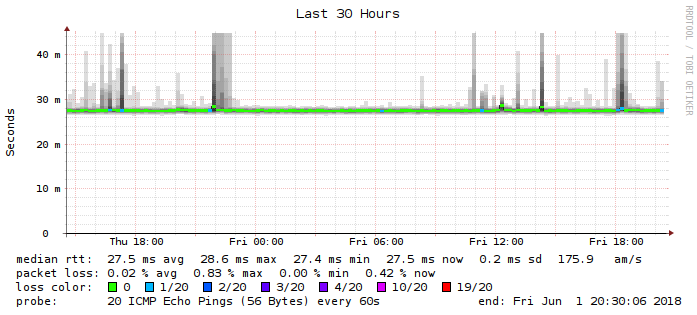 Last 30 Hours
RRDTOOL / TOBI OETIKER
Seconds
40 m
30 m
20 m
10 m
0
Thu 18:00 Fri 00:00 Fri 06:00 Fri 12:00 Fri 18:00
median rtt: 27.5 ms avg 28.6 ms max 27.4 ms min 27.5 ms now 0.2 ms sd 175.9 am/s
packet loss: 0.02 % avg 0.83 % max 0.00 % min 0.42 % now
loss color: 0 1/20 2/20 3/20 4/20 10/20 19/20
probe: 20 ICMP Echo Pings (56 Bytes) every 60s end: Fri Jun 1 20:30:06 2018